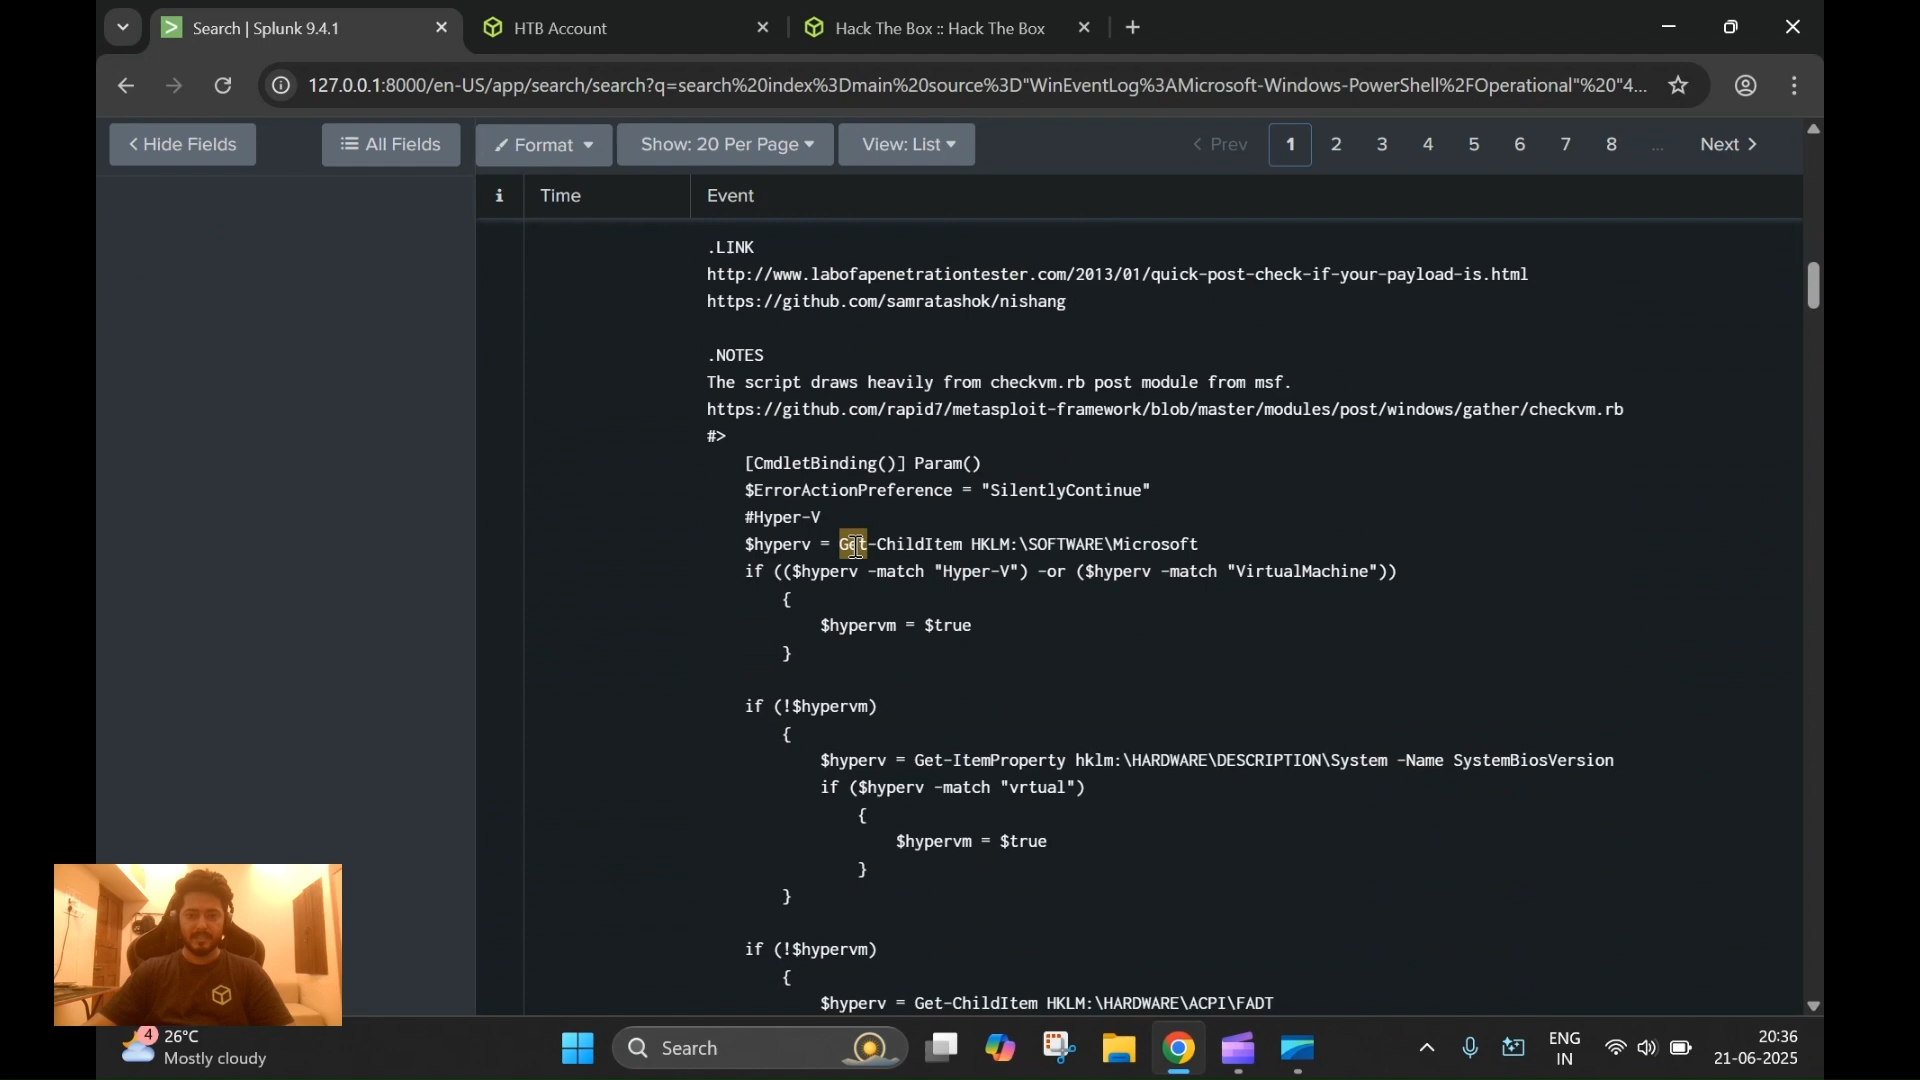 Search | Splunk 9.4.1
HTB Account
Hack The Box :: Hack The Box
127.0.0.1:8000/en-US/app/search/search?q=search%20index%3Dmain%20source%3D"WinEventLog%3AMicrosoft-Windows-PowerShell%2FOperational"%20"4...
Hide Fields
All Fields
Format
Show: 20 Per Page
View: List
Prev 1 2 3 4 5 6 7 8 ... Next
i Time Event
.LINK
http://www.labofapenetrationtester.com/2013/01/quick-post-check-if-your-payload-is.html
https://github.com/samratashok/nishang
.NOTES
The script draws heavily from checkvm.rb post module from msf.
https://github.com/rapid7/metasploit-framework/blob/master/modules/post/windows/gather/checkvm.rb
#>
[CmdletBinding()] Param()
$ErrorActionPreference = "SilentlyContinue"
#Hyper-V
$hyperv = Get-ChildItem HKLM:\SOFTWARE\Microsoft
if (($hyperv -match "Hyper-V") -or ($hyperv -match "VirtualMachine"))
{
$hypervm = $true
}
if (!$hypervm)
{
$hyperv = Get-ItemProperty hklm:\HARDWARE\DESCRIPTION\System -Name SystemBiosVersion
if ($hyperv -match "vrtual")
{
$hypervm = $true
}
}
if (!$hypervm)
{
$hyperv = Get-ChildItem HKLM:\HARDWARE\ACPI\FADT
4
26°C
Mostly cloudy
Search
ENG
IN
20:36
21-06-2025